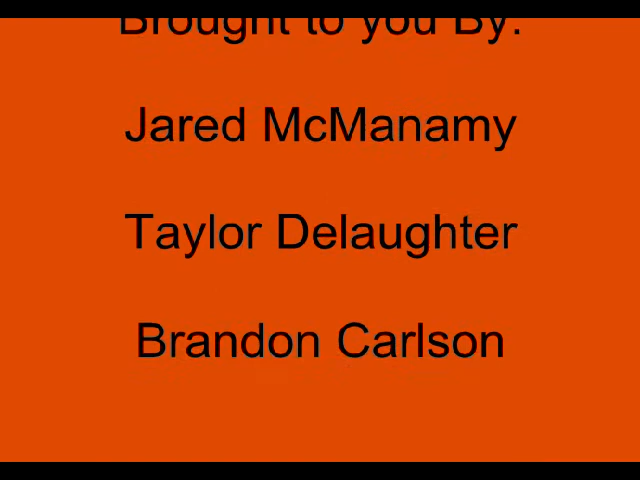 Brought to you By:
Jared McManamy
Taylor Delaughter
Brandon Carlson